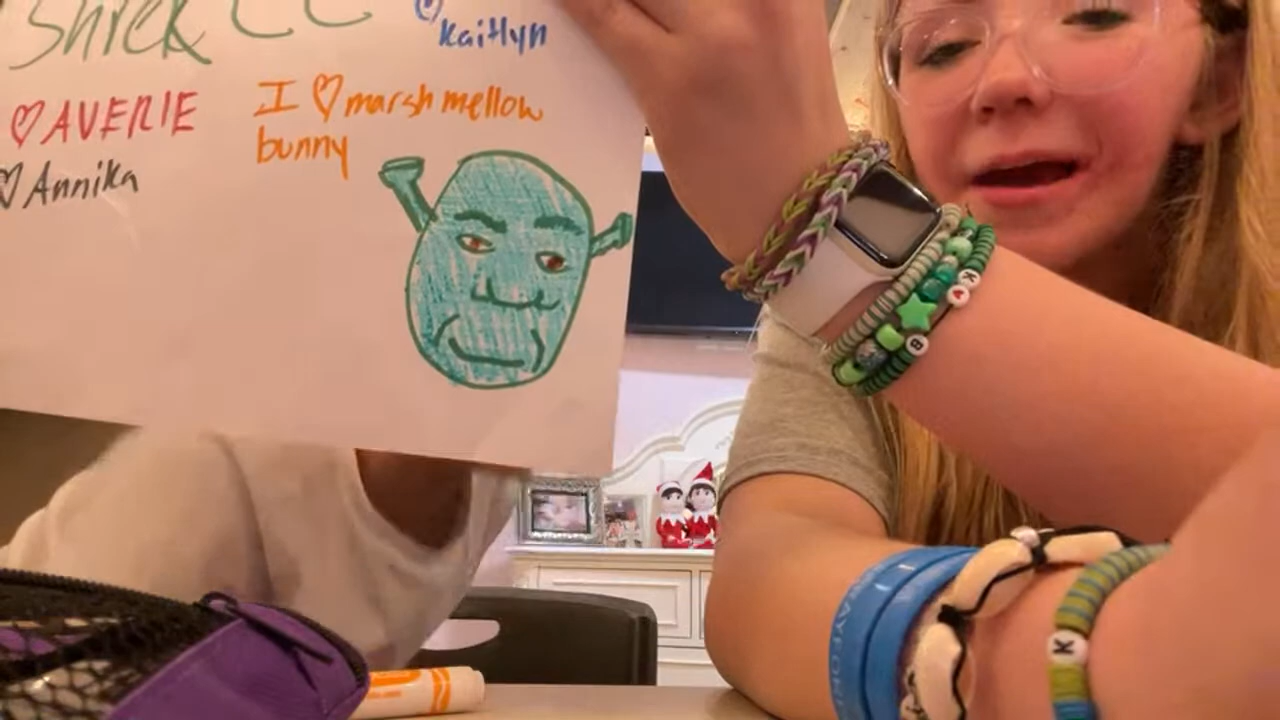 Shrek
Kaitlyn
♡ AVERIE
I ♡ marshmellow
bunny
♡ Annika
K
B
K